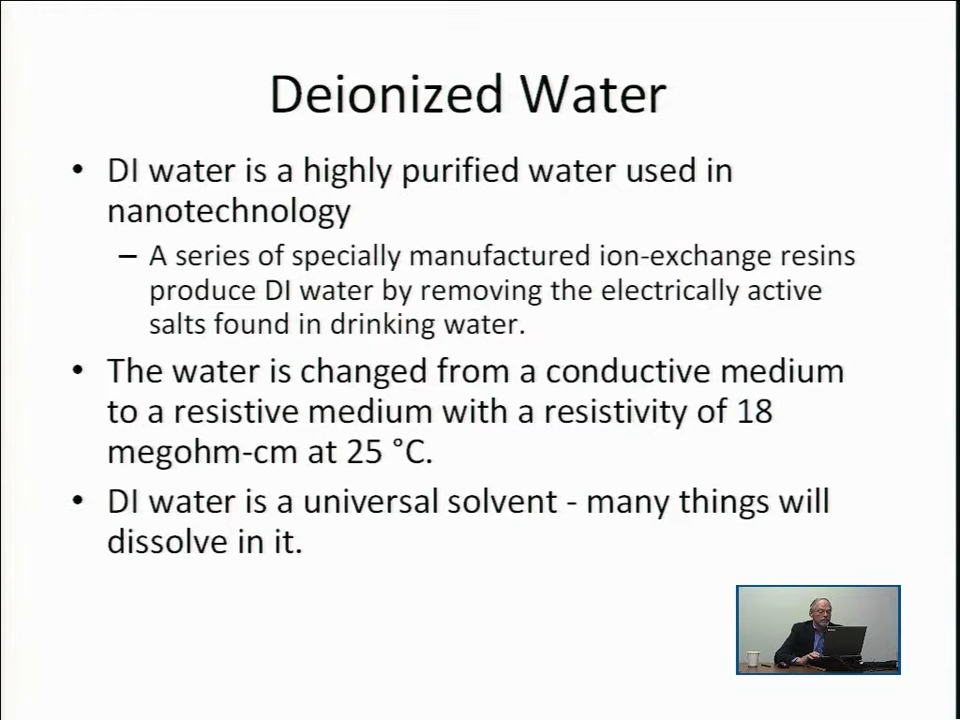 Deionized Water
• DI water is a highly purified water used in
nanotechnology
– A series of specially manufactured ion-exchange resins
produce DI water by removing the electrically active
salts found in drinking water.
• The water is changed from a conductive medium
to a resistive medium with a resistivity of 18
megohm-cm at 25 °C.
• DI water is a universal solvent - many things will
dissolve in it.